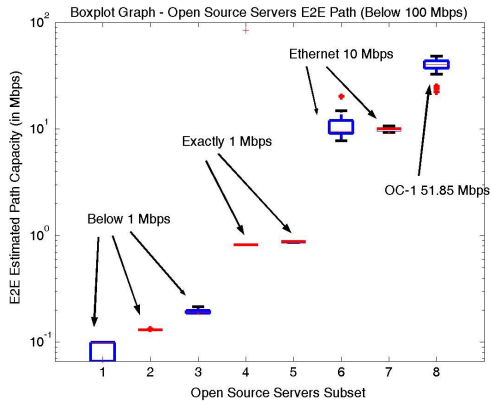 Boxplot Graph - Open Source Servers E2E Path (Below 100 Mbps)
E2E Estimated Path Capacity (in Mbps)
10^2
10^1
10^0
10^-1
Ethernet 10 Mbps
Exactly 1 Mbps
OC-1 51.85 Mbps
Below 1 Mbps
1 2 3 4 5 6 7 8
Open Source Servers Subset